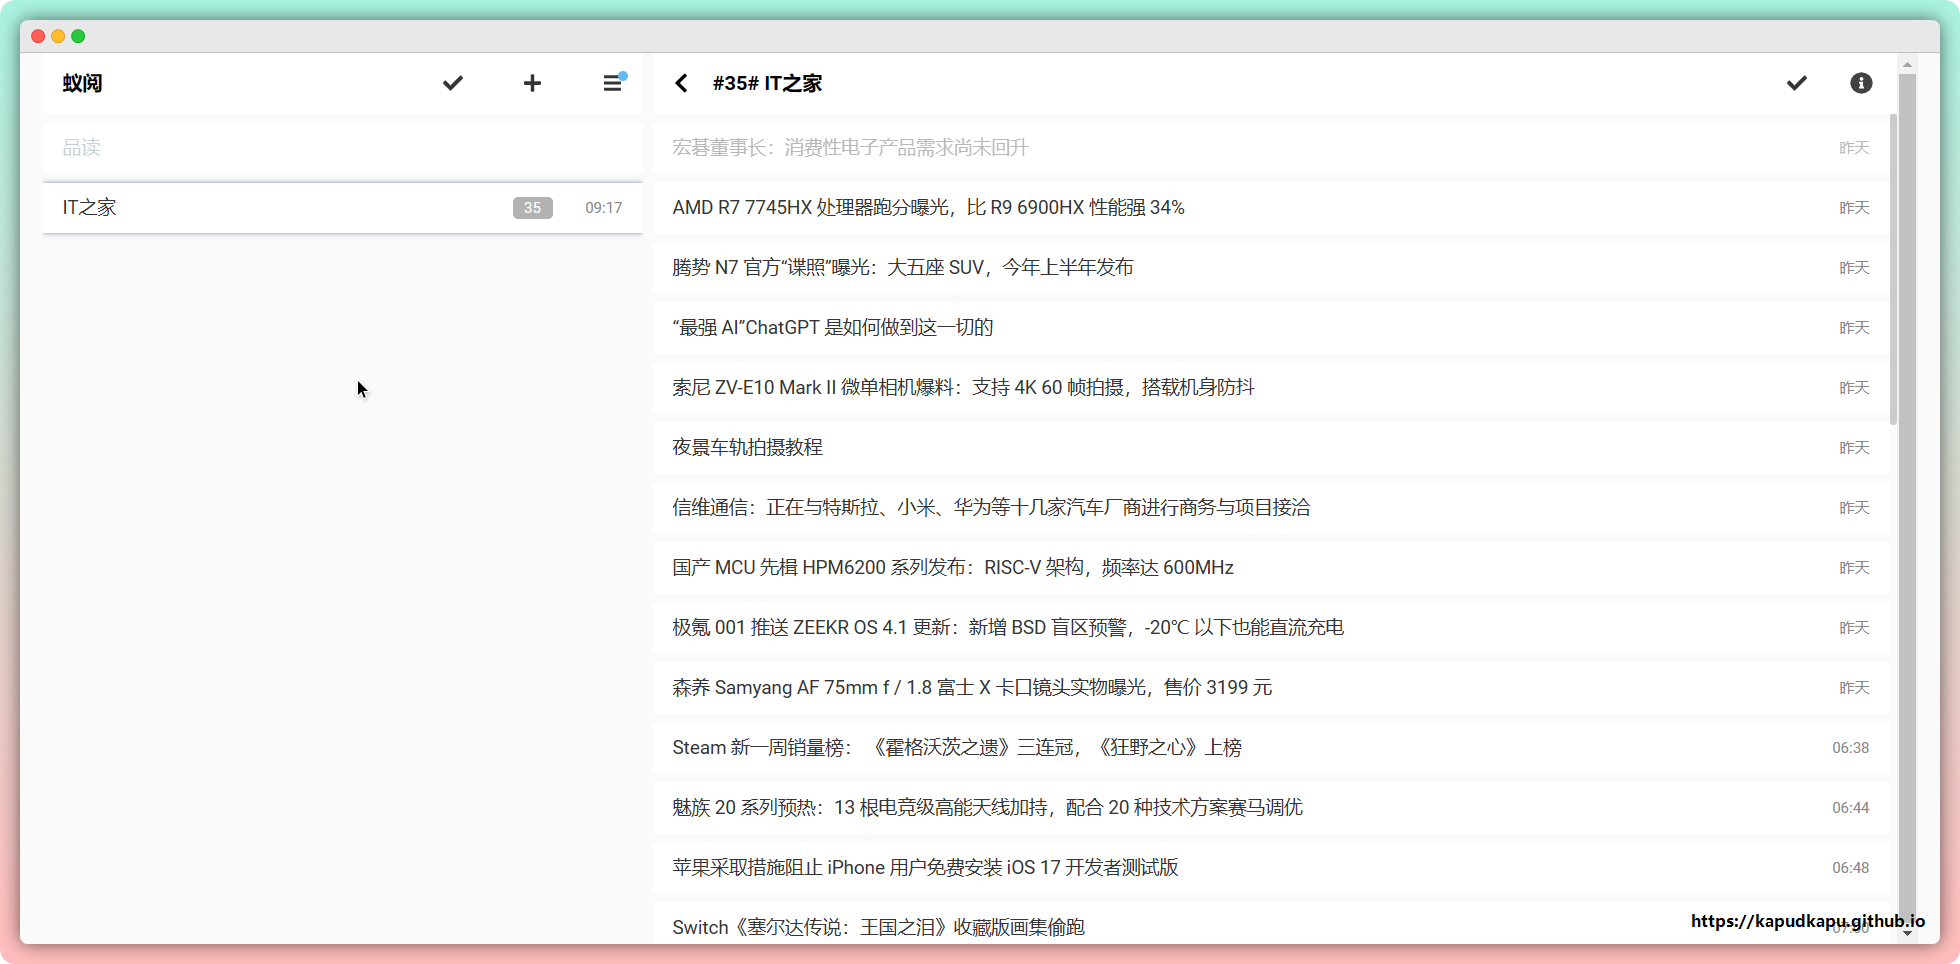 蚁阅
#35# IT之家
品读
IT之家 35 09:17
宏碁董事长：消费性电子产品需求尚未回升 昨天
AMD R7 7745HX 处理器跑分曝光，比 R9 6900HX 性能强 34% 昨天
腾势 N7 官方“谍照”曝光：大五座 SUV，今年上半年发布 昨天
“最强 AI”ChatGPT 是如何做到这一切的 昨天
索尼 ZV-E10 Mark II 微单相机爆料：支持 4K 60 帧拍摄，搭载机身防抖 昨天
夜景车轨拍摄教程 昨天
信维通信：正在与特斯拉、小米、华为等十几家汽车厂商进行商务与项目接洽 昨天
国产 MCU 先楫 HPM6200 系列发布：RISC-V 架构，频率达 600MHz 昨天
极氪 001 推送 ZEEKR OS 4.1 更新：新增 BSD 盲区预警，-20℃ 以下也能直流充电 昨天
森养 Samyang AF 75mm f / 1.8 富士 X 卡口镜头实物曝光，售价 3199 元 昨天
Steam 新一周销量榜：《霍格沃茨之遗》三连冠，《狂野之心》上榜 06:38
魅族 20 系列预热：13 根电竞级高能天线加持，配合 20 种技术方案赛马调优 06:44
苹果采取措施阻止 iPhone 用户免费安装 iOS 17 开发者测试版 06:48
Switch《塞尔达传说：王国之泪》收藏版画集偷跑
https://kapudkapu.github.io